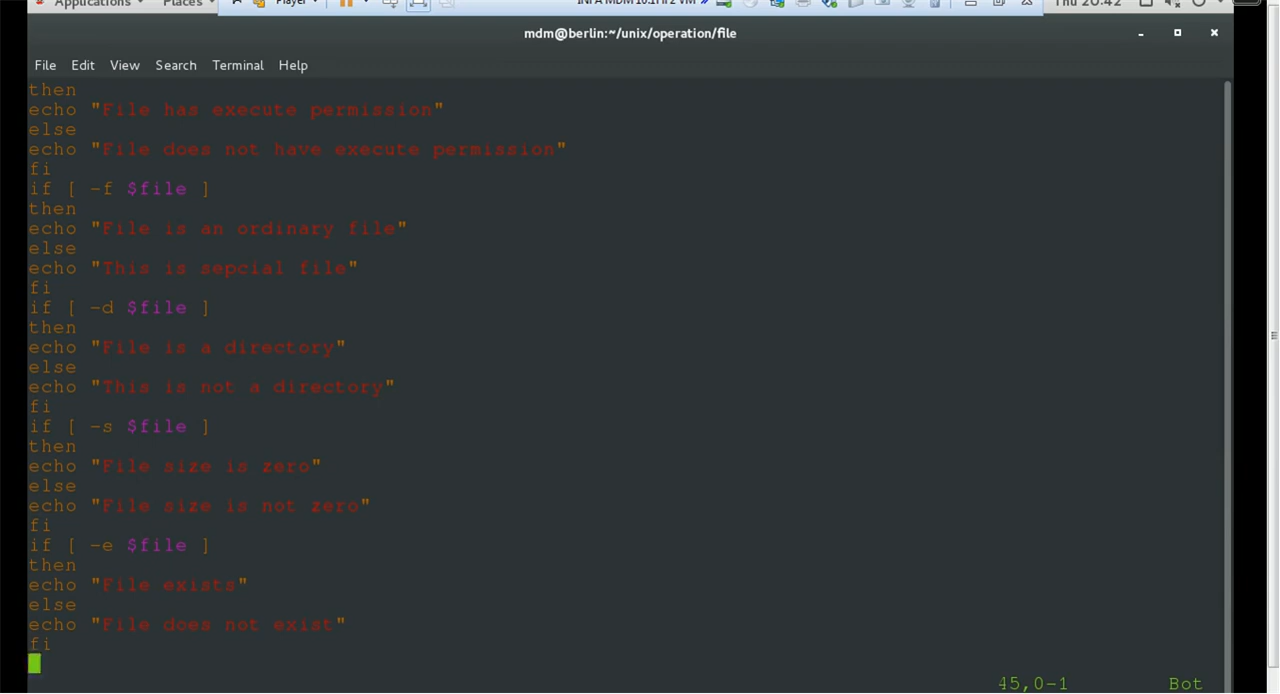 Applications Places Player Thu 20:42
mdm@berlin:~/unix/operation/file
File Edit View Search Terminal Help
then
echo "File has execute permission"
else
echo "File does not have execute permission"
fi
if [ -f $file ]
then
echo "File is an ordinary file"
else
echo "This is sepcial file"
fi
if [ -d $file ]
then
echo "File is a directory"
else
echo "This is not a directory"
fi
if [ -s $file ]
then
echo "File size is zero"
else
echo "File size is not zero"
fi
if [ -e $file ]
then
echo "File exists"
else
echo "File does not exist"
fi
45,0-1 Bot